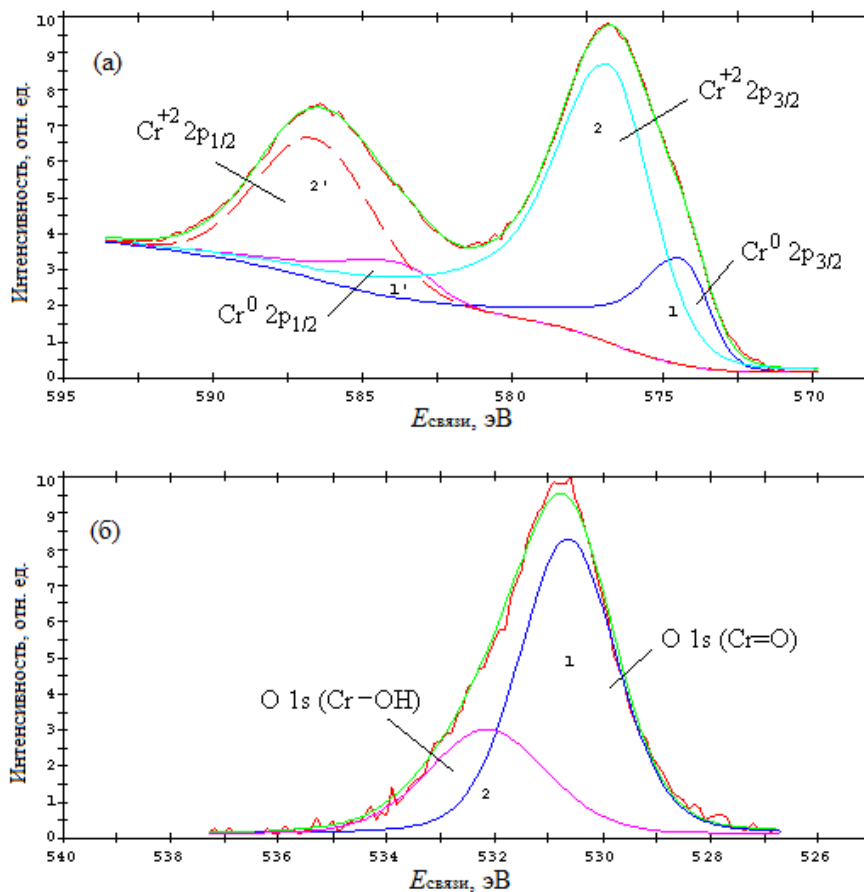 10
9
8
7
6
5
4
3
2
1
0
Интенсивность, отн. ед.
(а)
Cr+2 2p1/2
2'
Cr+2 2p3/2
2
Cr0 2p3/2
1
Cr0 2p1/2
1'
595 590 585 580 575 570
Eсвязи, эВ
10
9
8
7
6
5
4
3
2
1
0
Интенсивность, отн. ед.
(б)
1
O 1s (Cr=O)
O 1s (Cr−OH)
2
540 538 536 534 532 530 528 526
Eсвязи, эВ